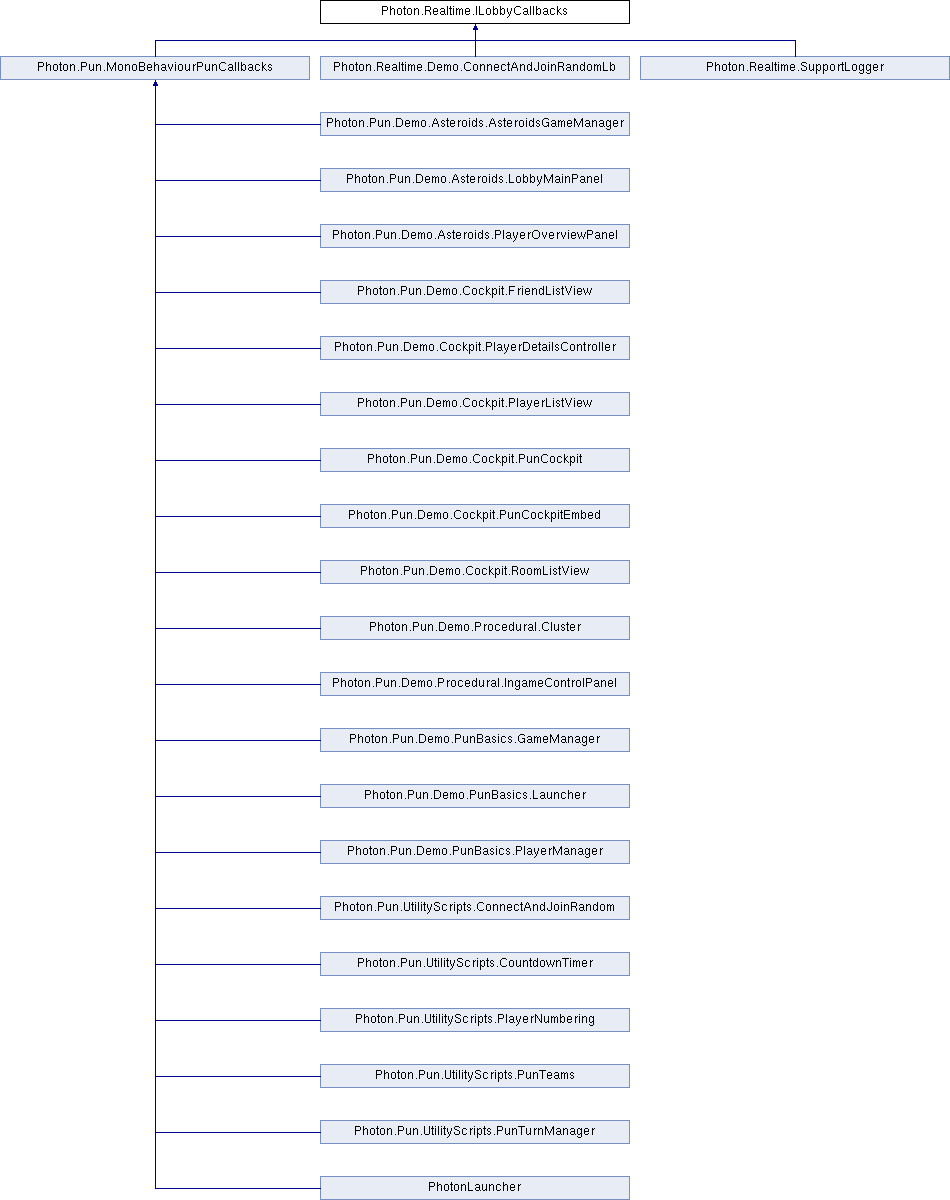 Photon.Realtime.ILobbyCallbacks
Photon.Pun.MonoBehaviourPunCallbacks
Photon.Realtime.Demo.ConnectAndJoinRandomLb
Photon.Realtime.SupportLogger
Photon.Pun.Demo.Asteroids.AsteroidsGameManager
Photon.Pun.Demo.Asteroids.LobbyMainPanel
Photon.Pun.Demo.Asteroids.PlayerOverviewPanel
Photon.Pun.Demo.Cockpit.FriendListView
Photon.Pun.Demo.Cockpit.PlayerDetailsController
Photon.Pun.Demo.Cockpit.PlayerListView
Photon.Pun.Demo.Cockpit.PunCockpit
Photon.Pun.Demo.Cockpit.PunCockpitEmbed
Photon.Pun.Demo.Cockpit.RoomListView
Photon.Pun.Demo.Procedural.Cluster
Photon.Pun.Demo.Procedural.IngameControlPanel
Photon.Pun.Demo.PunBasics.GameManager
Photon.Pun.Demo.PunBasics.Launcher
Photon.Pun.Demo.PunBasics.PlayerManager
Photon.Pun.UtilityScripts.ConnectAndJoinRandom
Photon.Pun.UtilityScripts.CountdownTimer
Photon.Pun.UtilityScripts.PlayerNumbering
Photon.Pun.UtilityScripts.PunTeams
Photon.Pun.UtilityScripts.PunTurnManager
PhotonLauncher